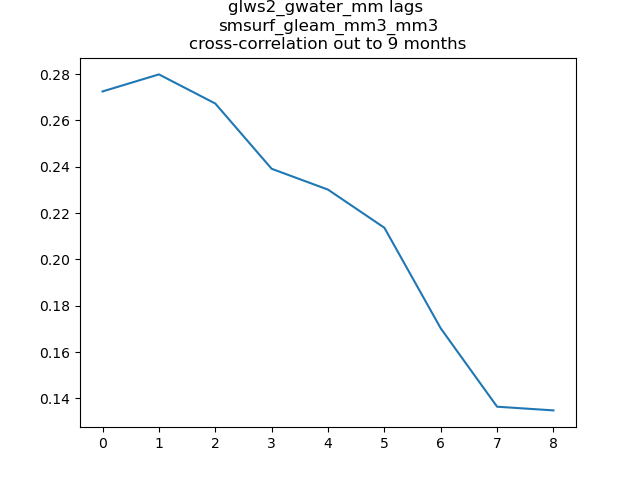 glws2_gwater_mm lags
smsurf_gleam_mm3_mm3
cross-correlation out to 9 months
0.28
0.26
0.24
0.22
0.20
0.18
0.16
0.14
0 1 2 3 4 5 6 7 8